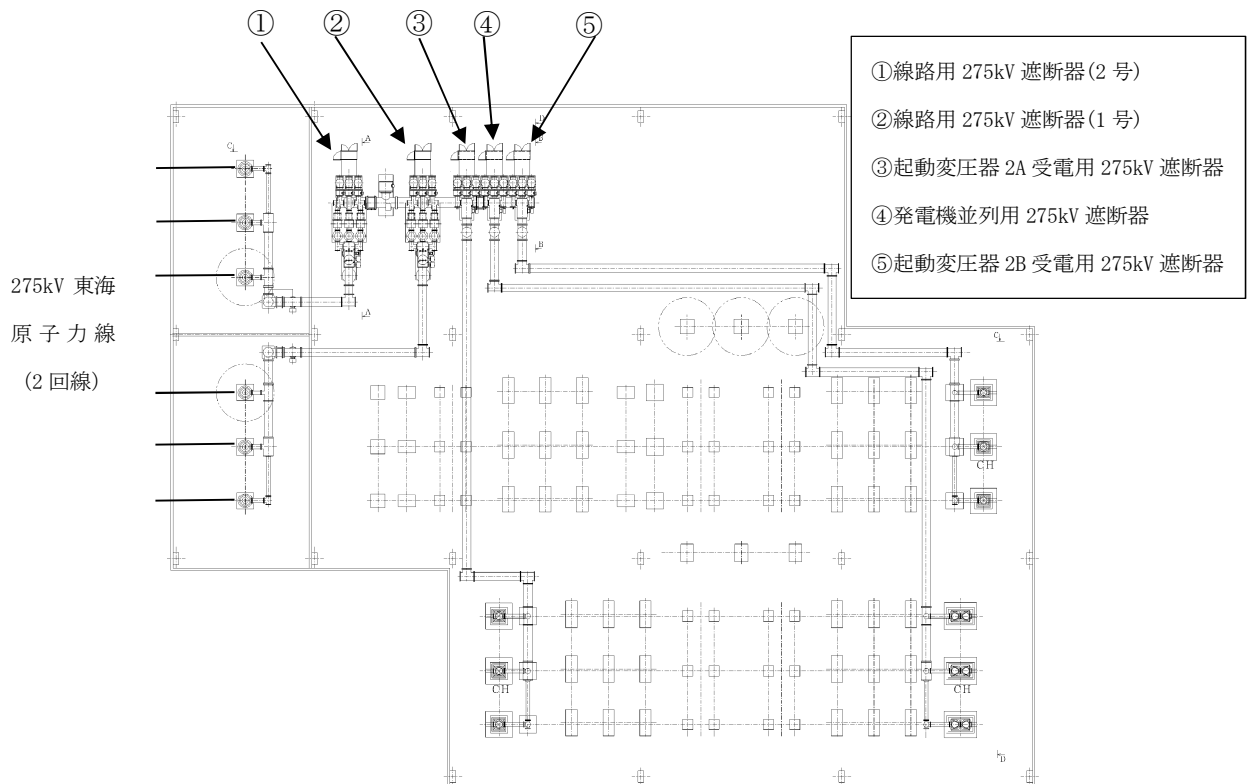 ① ② ③ ④ ⑤
①線路用 275kV 遮断器(2 号)
②線路用 275kV 遮断器(1 号)
③起動変圧器 2A 受電用 275kV 遮断器
④発電機並列用 275kV 遮断器
⑤起動変圧器 2B 受電用 275kV 遮断器
275kV 東海
原 子 力 線
(2 回線)
D
B
A
C
B
A
C
CH
CH
CH
D